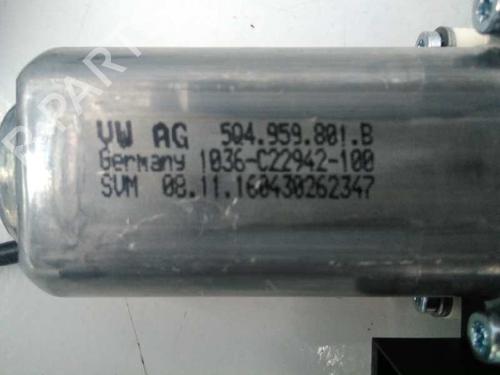 VW AG 5Q4.959.801.B
Germany 1036-C22942-100
SVM 08.11.160430262347